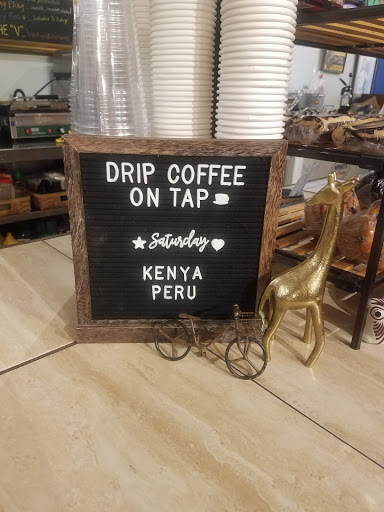 DRIP COFFEE
ON TAP
Saturday
KENYA
PERU